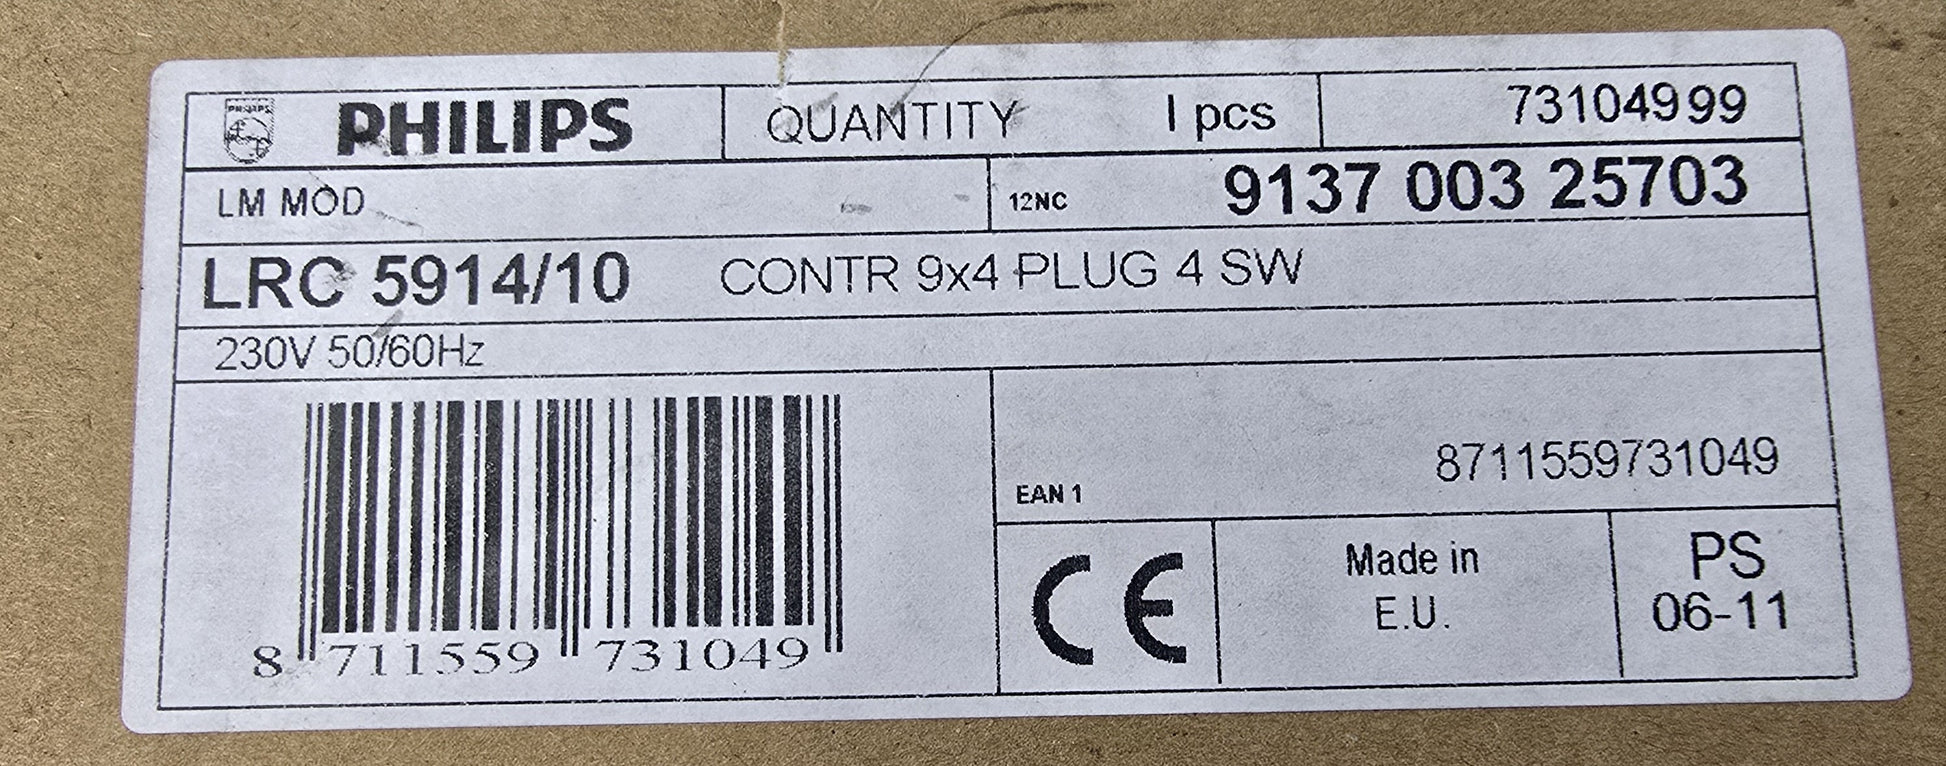 PHILIPS
PHILIPS QUANTITY 1 pcs 73104999
LM MOD 12NC 9137 003 25703
LRC 5914/10 CONTR 9x4 PLUG 4 SW
230V 50/60Hz
EAN 1 8711559731049
8 711559 731049
CE Made in
E.U.
PS
06-11